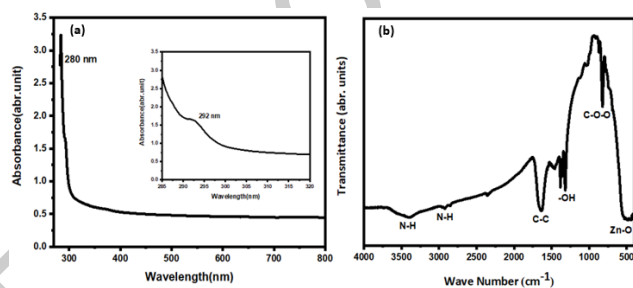 (a)
280 nm
Absorbance(abr.unit)
3.5
3.0
2.5
2.0
1.5
1.0
0.5
0.0
300 400 500 600 700 800
Wavelength(nm)
292 nm
Absorbance(abr.unit)
3.5
3.0
2.5
2.0
1.5
1.0
0.5
0.0
285 290 295 300 305 310 315 320
Wavelength(nm)
(b)
Transmittance (abr. units)
C-O-O
-OH
C-C
N-H
N-H
Zn-O
4000 3500 3000 2500 2000 1500 1000 500
Wave Number (cm⁻¹)